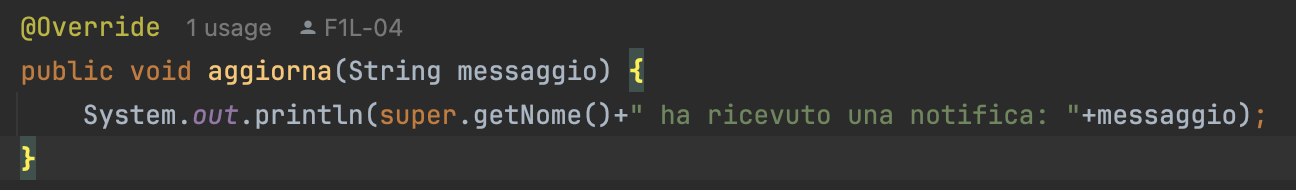 @Override 1 usage F1L-04
public void aggiorna(String messaggio) {
System.out.println(super.getNome()+" ha ricevuto una notifica: "+messaggio);
}